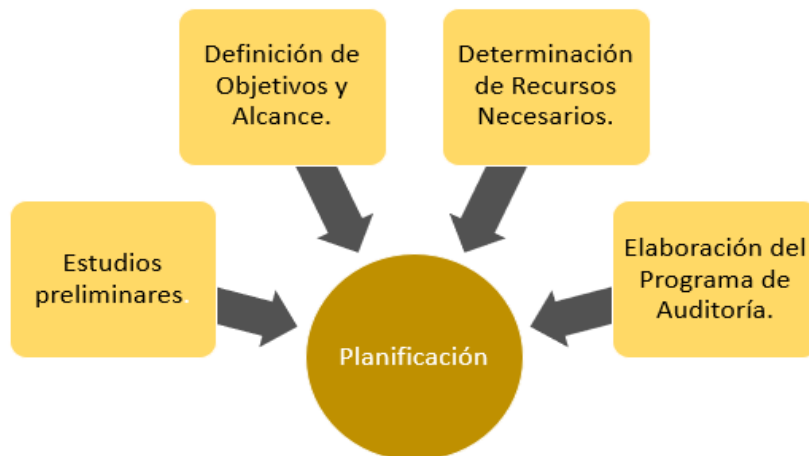 Definición de
Objetivos y
Alcance.
Determinación
de Recursos
Necesarios.
Estudios
preliminares.
Elaboración del
Programa de
Auditoría.
Planificación